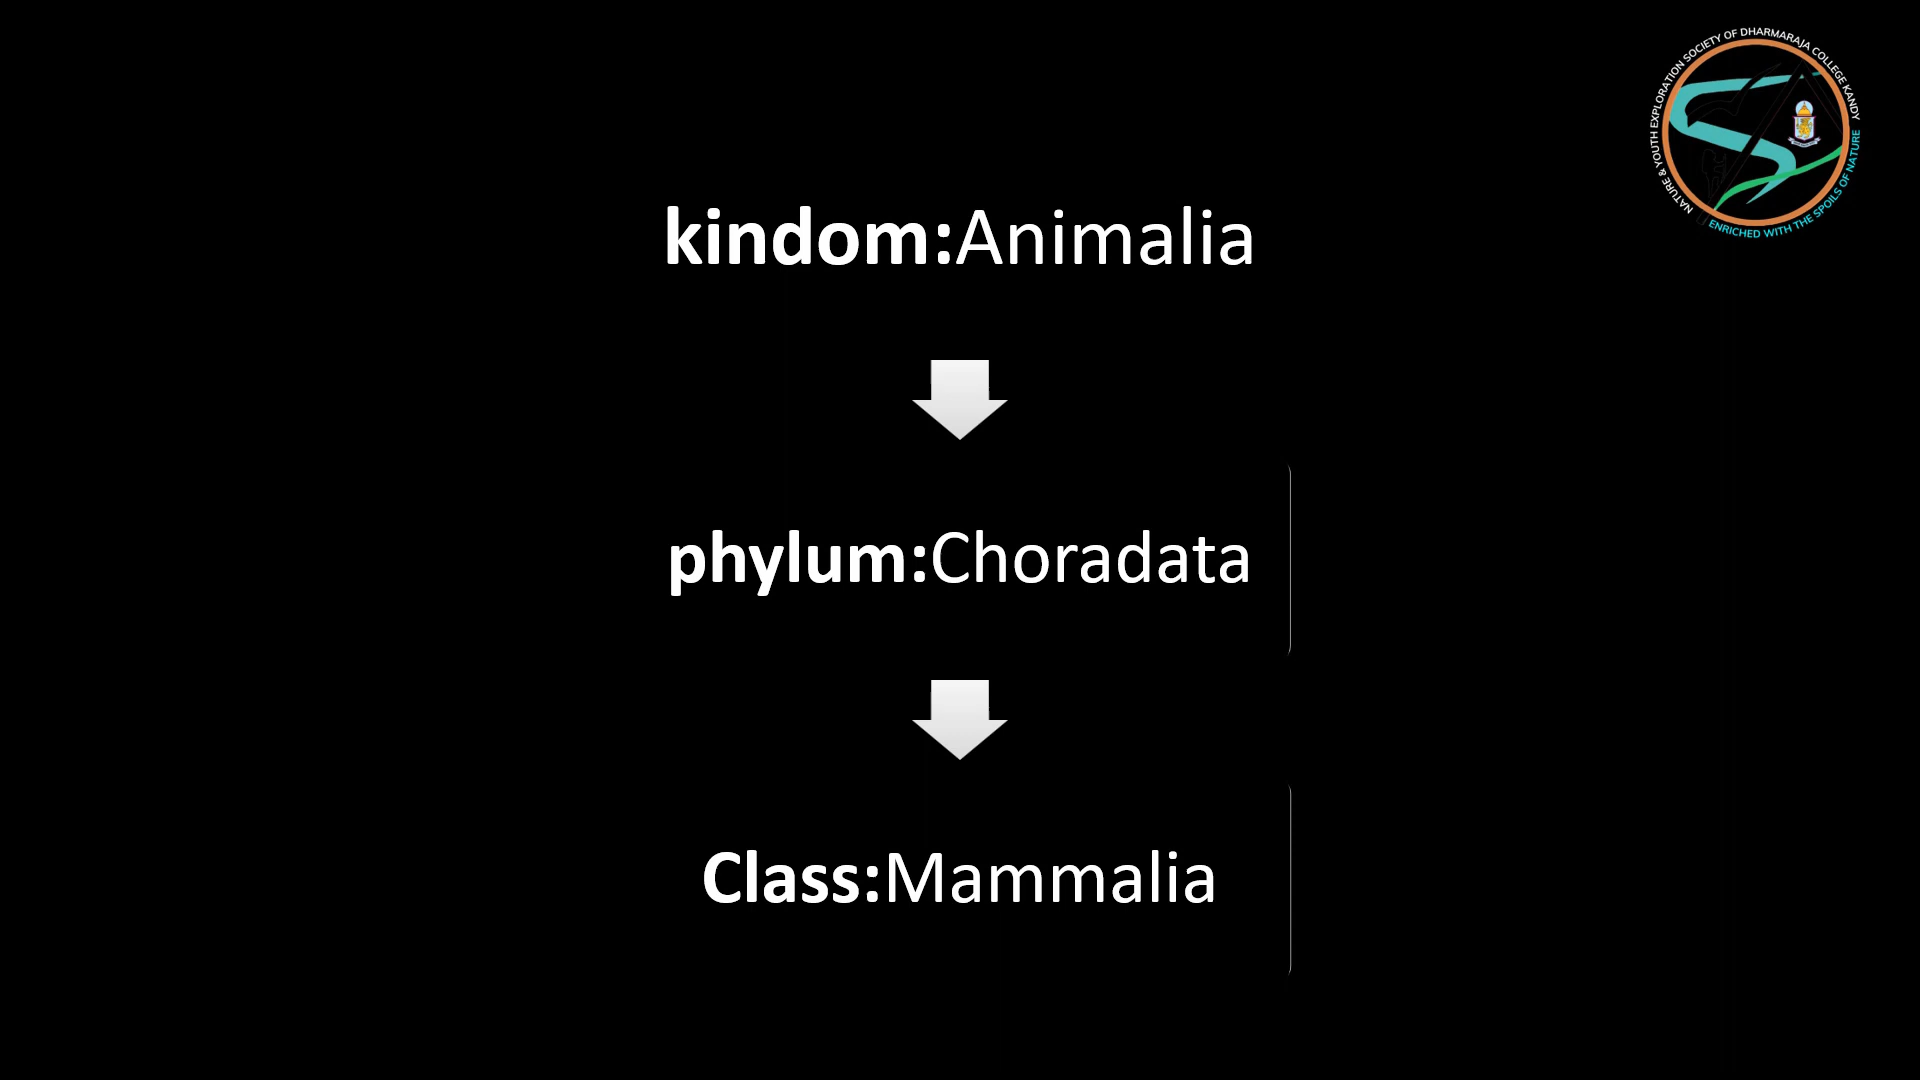 NATURE & YOUTH EXPLORATION SOCIETY OF DHARMARAJA COLLEGE KANDY
ENRICHED WITH THE SPOILS OF NATURE
kindom:Animalia
phylum:Choradata
Class:Mammalia